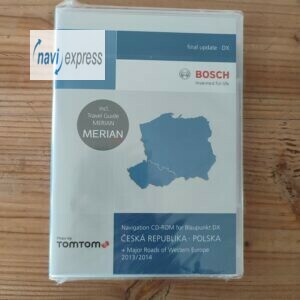 navi express
final update · DX
BOSCH
Invented for life
incl.
Travel Guide
MERIAN
MERIAN
Navigation CD-ROM for Blaupunkt DX
ČESKÁ REPUBLIKA · POLSKA
+ Major Roads of Western Europe
2013/2014
TOMTOM